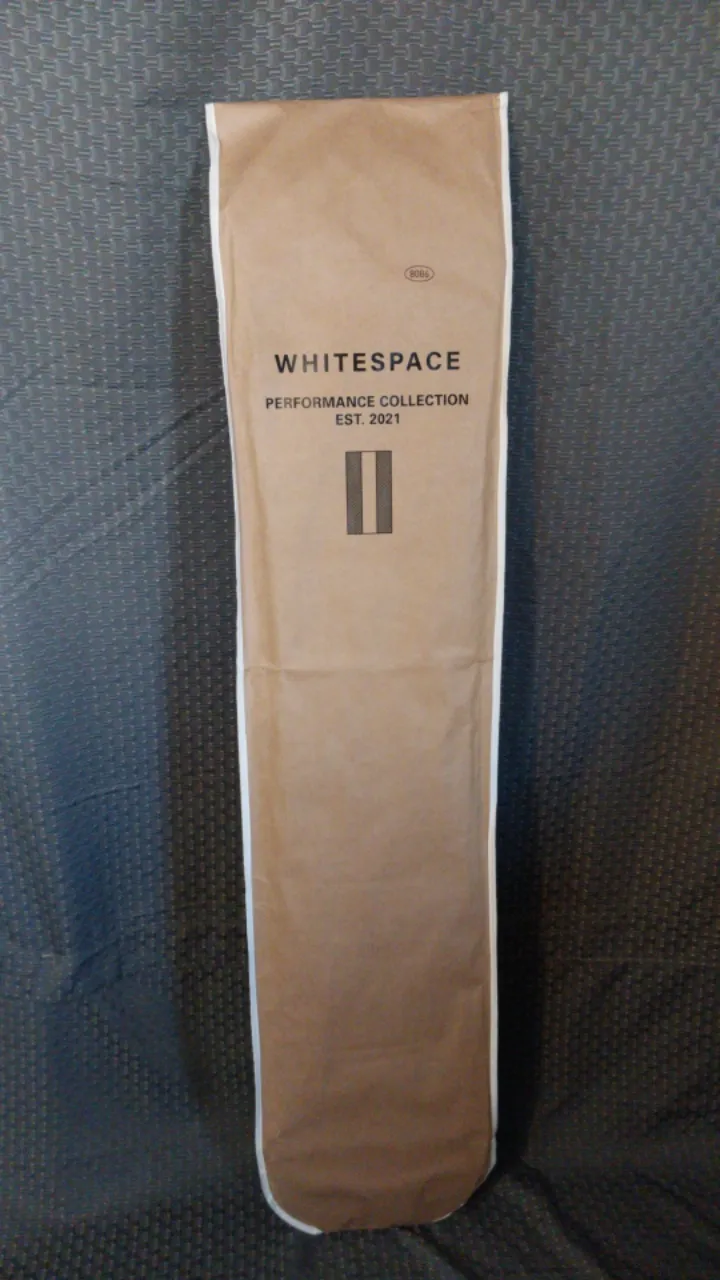 WHITESPACE
PERFORMANCE COLLECTION
EST. 2021